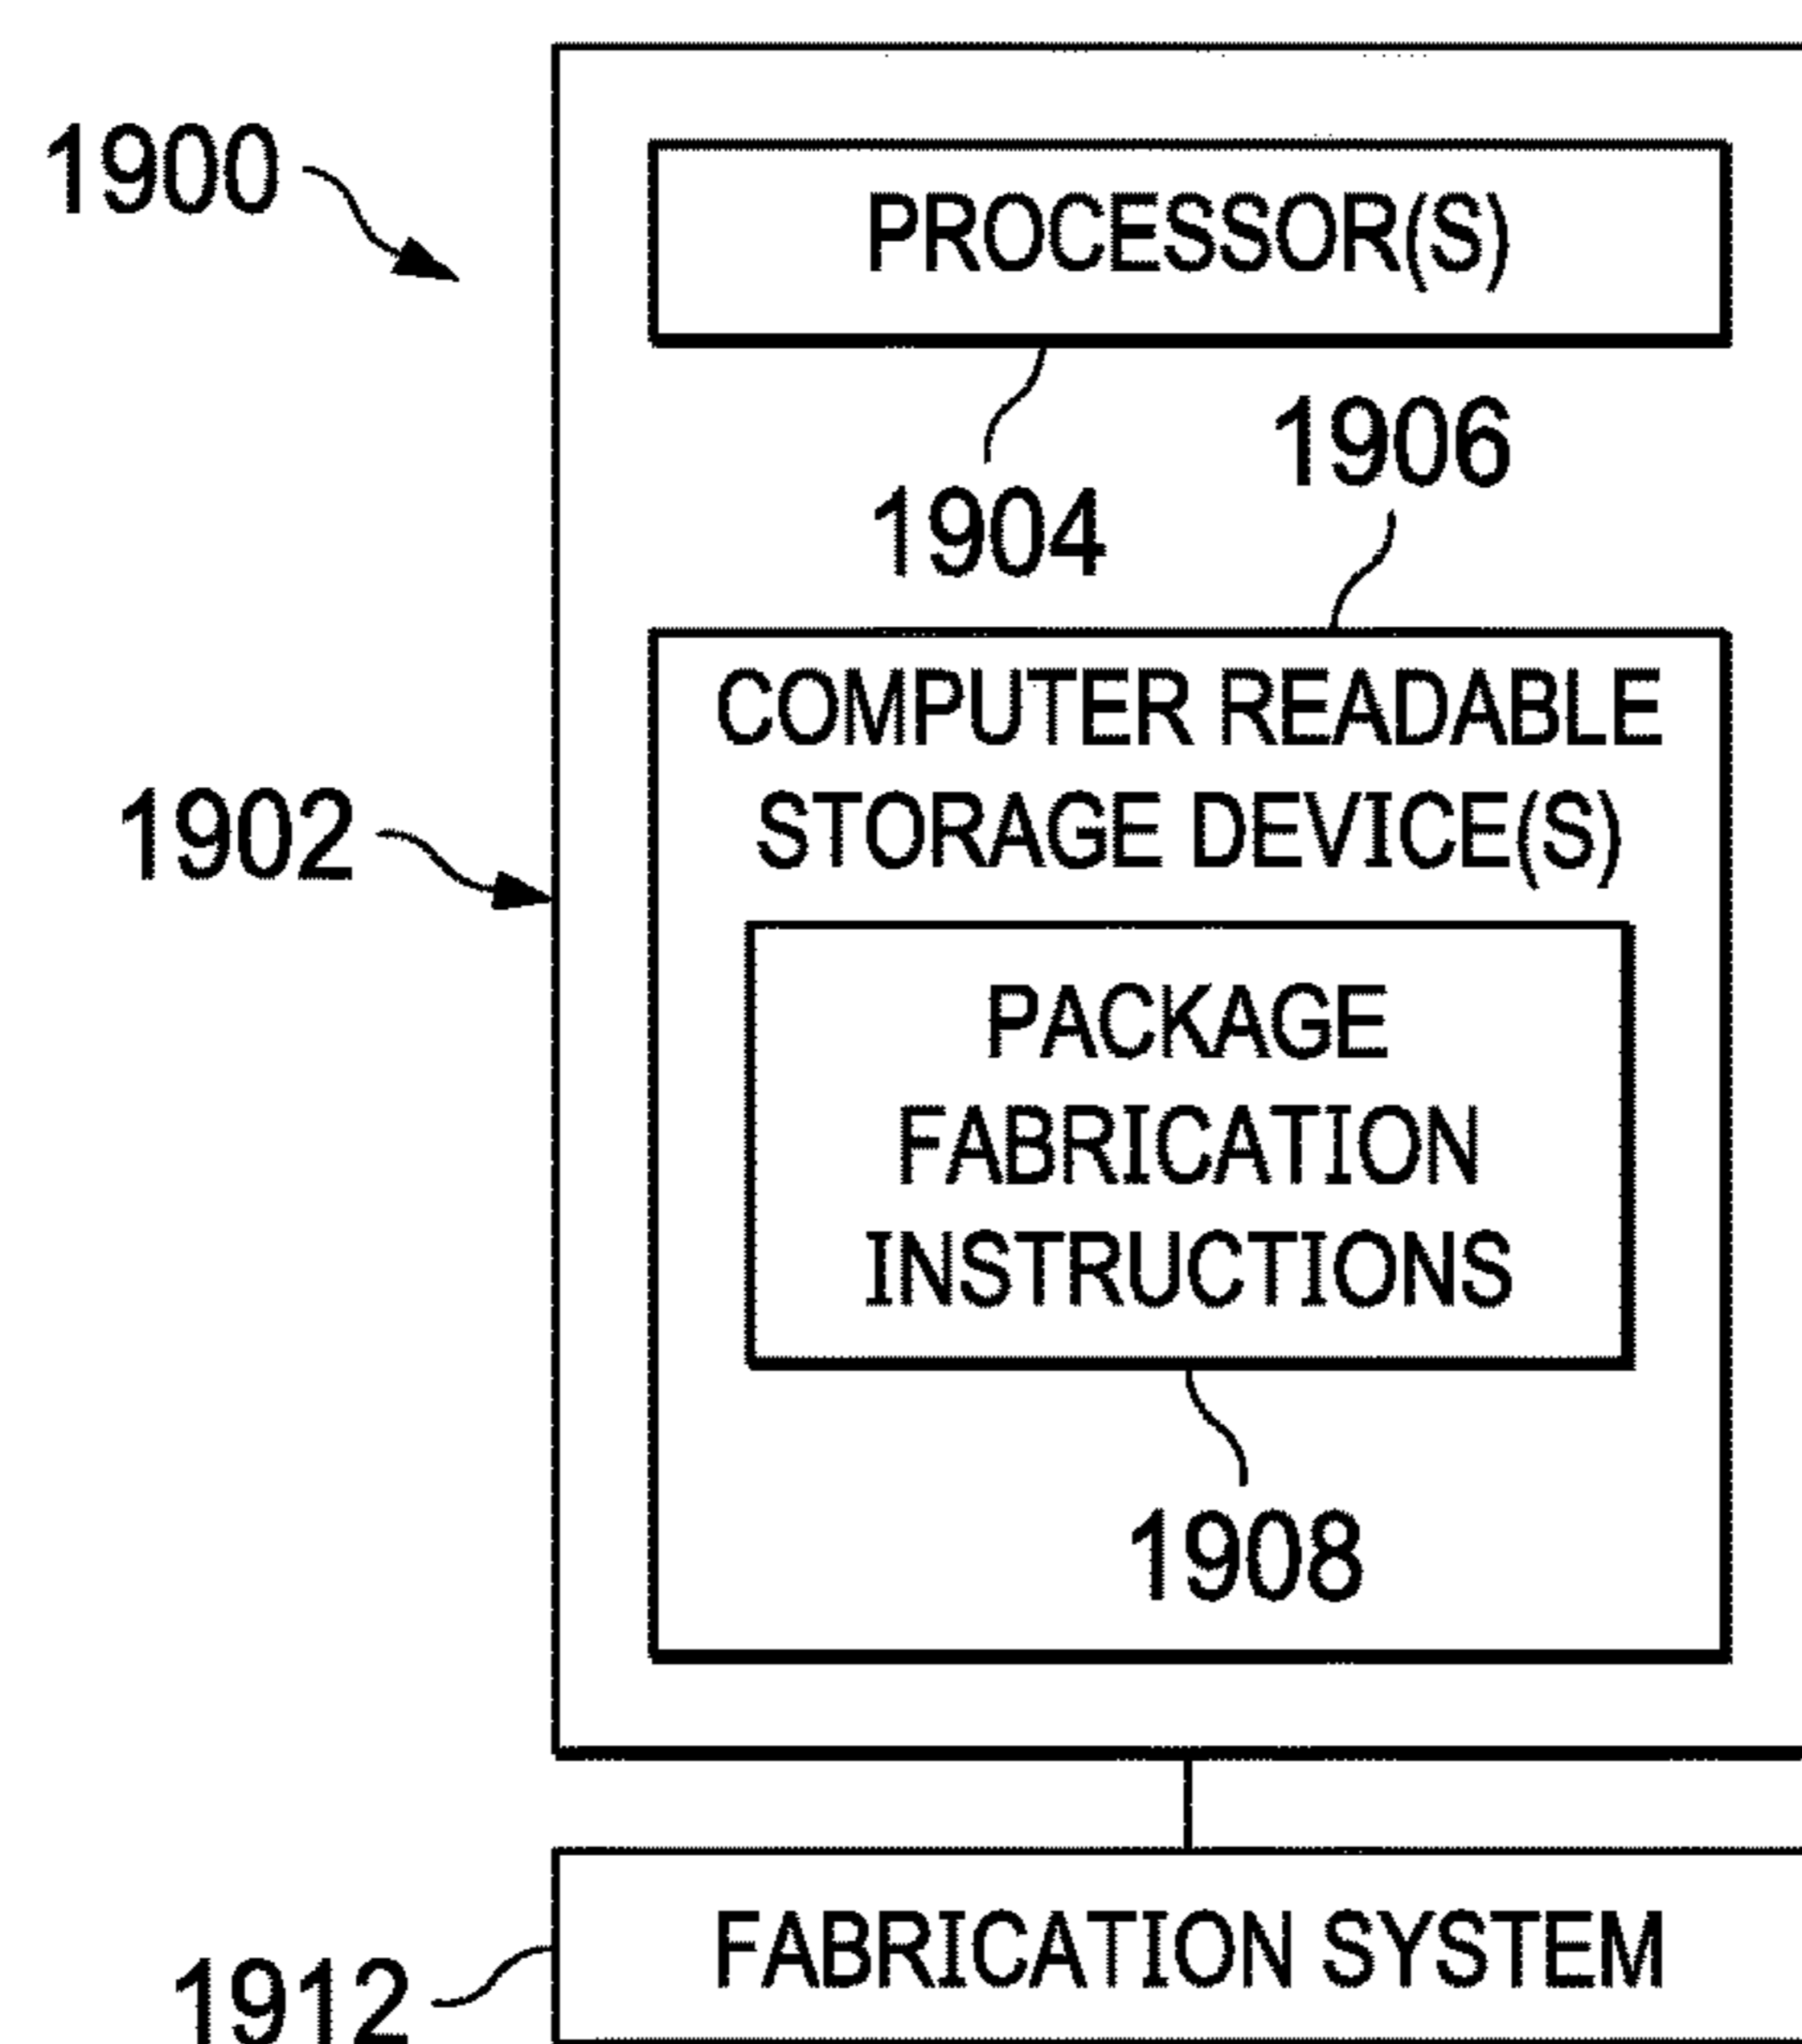 1900
PROCESSOR(S)
1906
1904
COMPUTER READABLE
STORAGE DEVICE(S)
1902
PACKAGE
FABRICATION
INSTRUCTIONS
1908
FABRICATION SYSTEM
1912